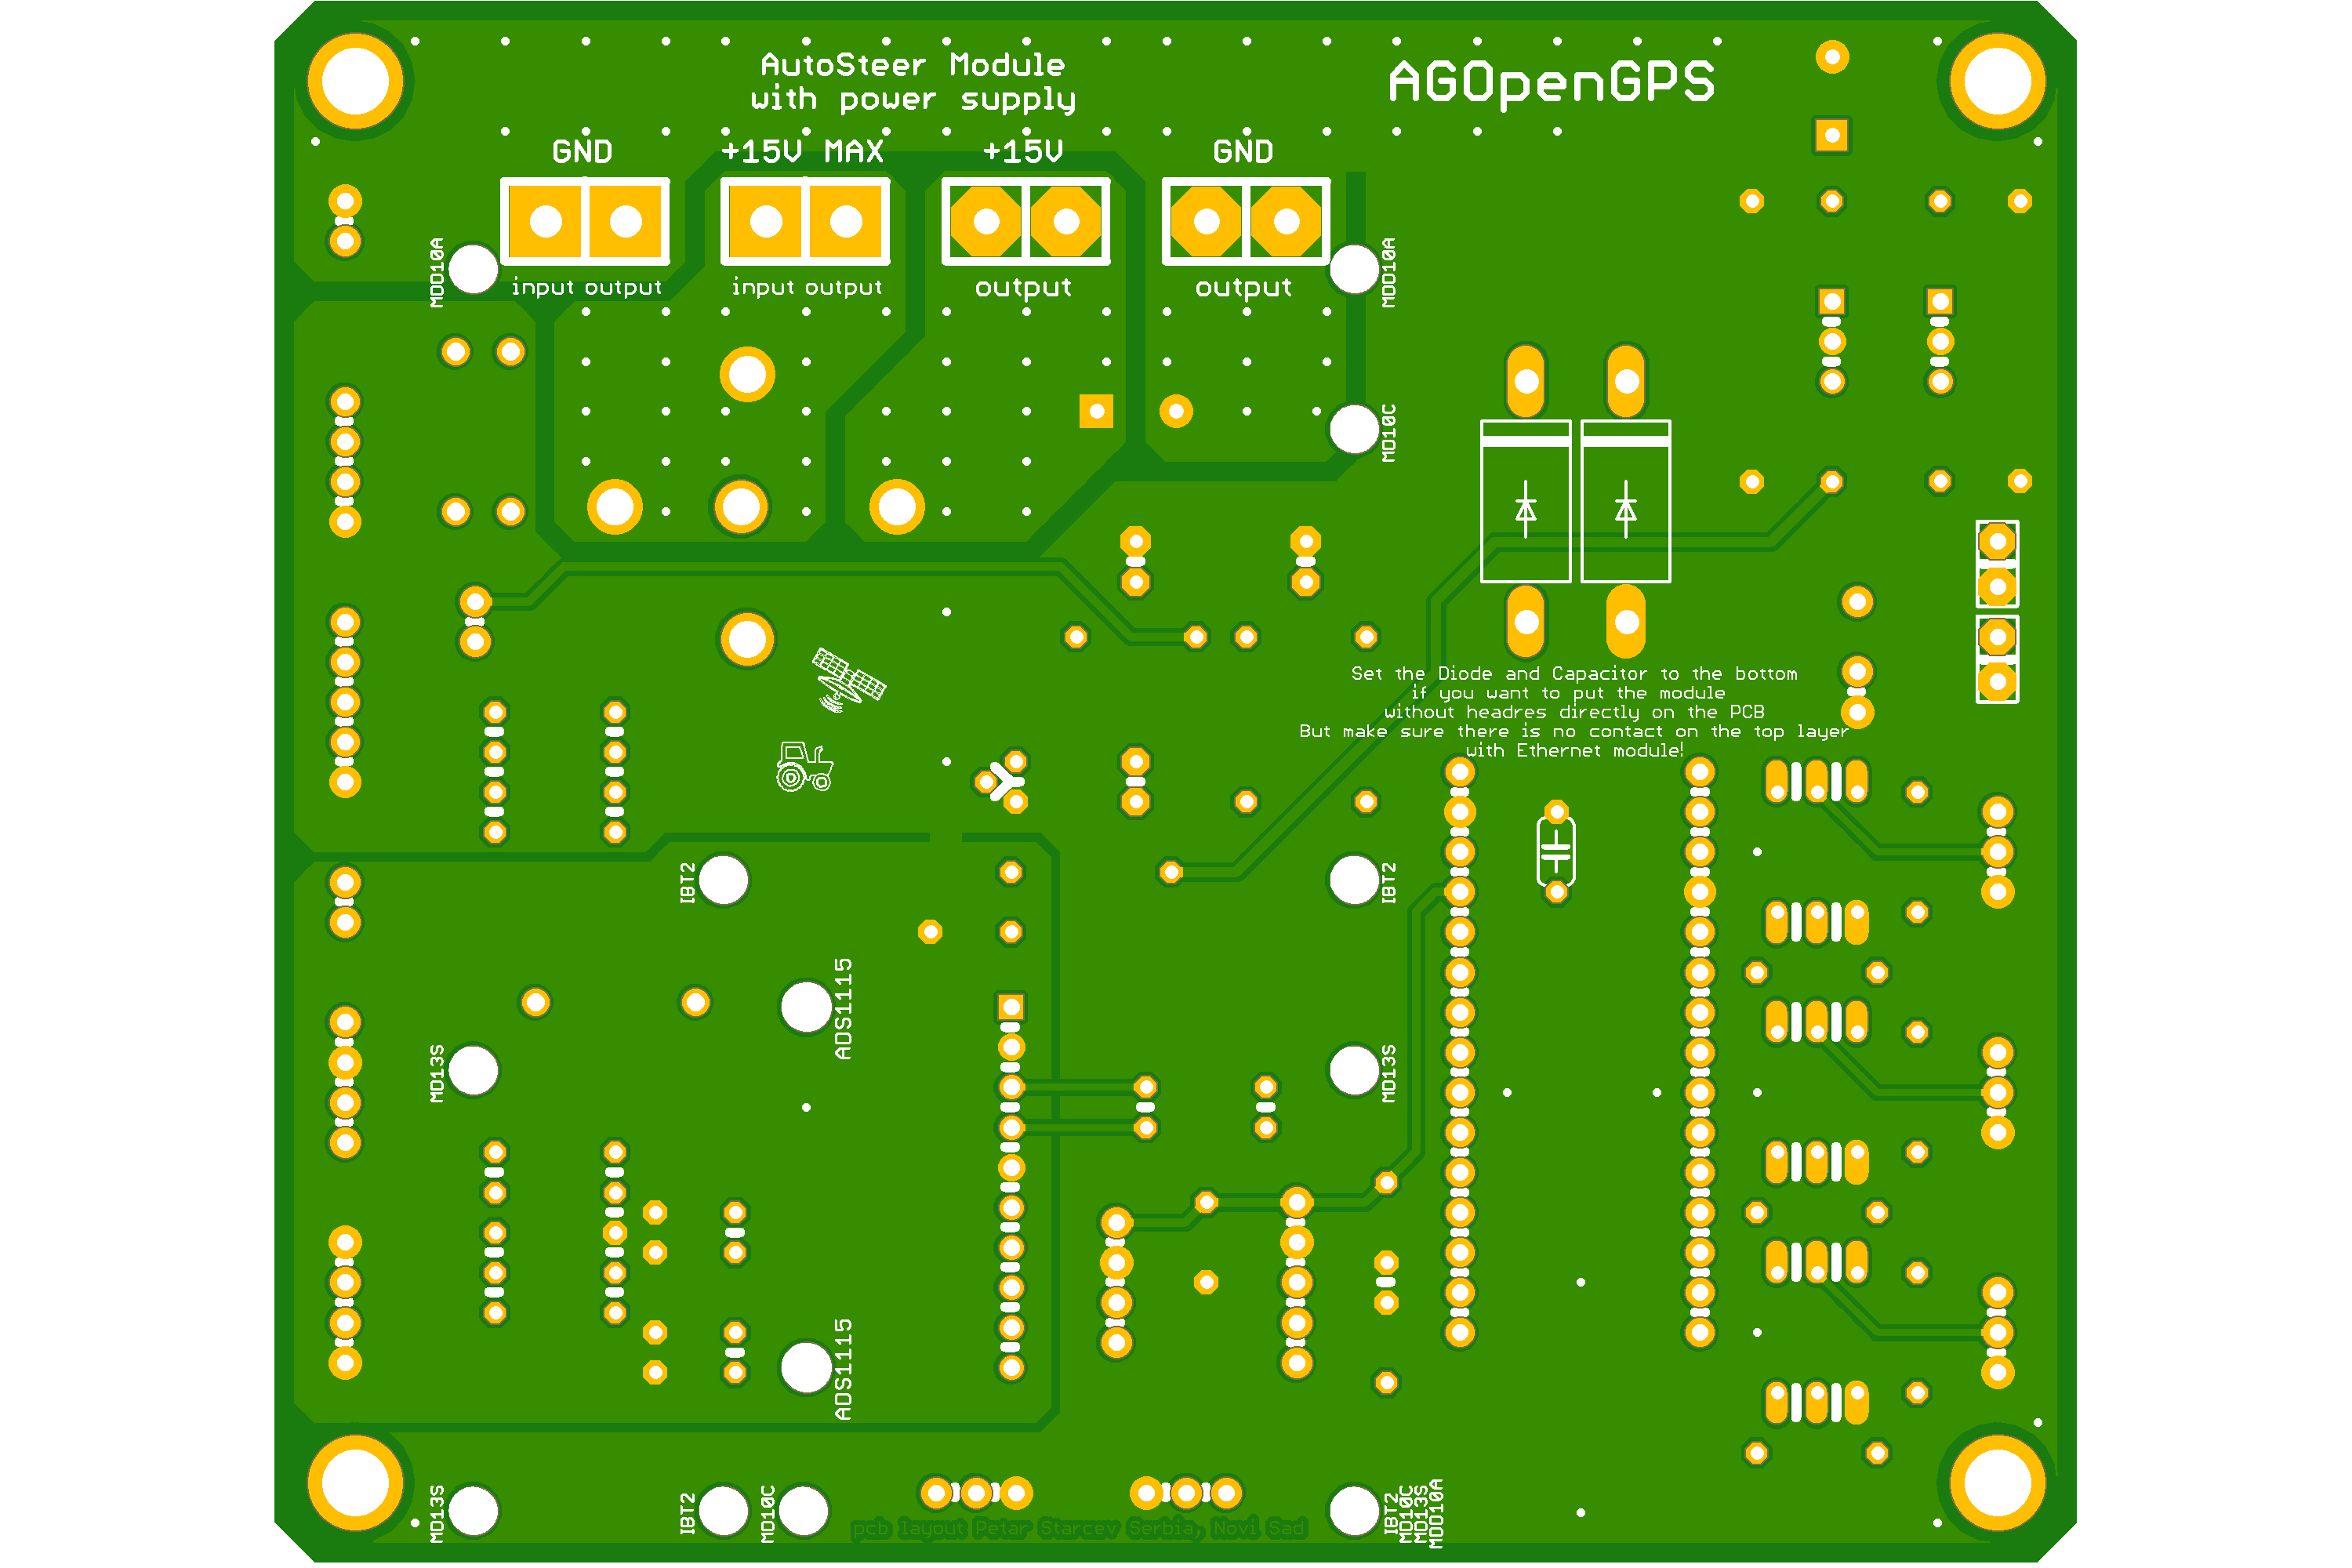 AutoSteer Module
with power supply
AGOpenGPS
GND
+15V MAX
+15V
GND
input output
input output
output
output
MDD10A
MDD10A
MD10C
Set the Diode and Capacitor to the bottom
if you want to put the module
without headres directly on the PCB
But make sure there is no contact on the top layer
with Ethernet module!
IBT2
IBT2
ADS1115
MD13S
MD13S
ADS1115
MD13S
IBT2
MD10C
IBT2
MD10C
MD13S
MDD10A
pcb layout Petar Starcev Serbia, Novi Sad